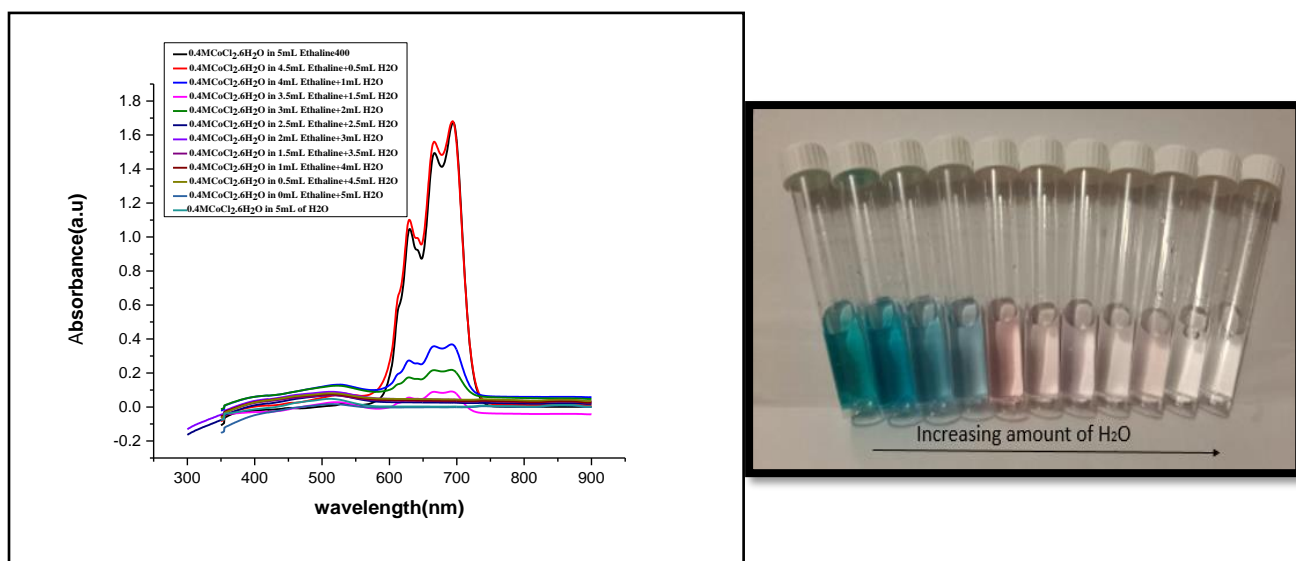 0.4MCoCl2.6H2O in 5mL Ethaline400
0.4MCoCl2.6H2O in 4.5mL Ethaline+0.5mL H2O
0.4MCoCl2.6H2O in 4mL Ethaline+1mL H2O
0.4MCoCl2.6H2O in 3.5mL Ethaline+1.5mL H2O
0.4MCoCl2.6H2O in 3mL Ethaline+2mL H2O
0.4MCoCl2.6H2O in 2.5mL Ethaline+2.5mL H2O
0.4MCoCl2.6H2O in 2mL Ethaline+3mL H2O
0.4MCoCl2.6H2O in 1.5mL Ethaline+3.5mL H2O
0.4MCoCl2.6H2O in 1mL Ethaline+4mL H2O
0.4MCoCl2.6H2O in 0.5mL Ethaline+4.5mL H2O
0.4MCoCl2.6H2O in 0mL Ethaline+5mL H2O
0.4MCoCl2.6H2O in 5mL of H2O
1.8
1.6
1.4
1.2
1.0
0.8
0.6
0.4
0.2
0.0
-0.2
Absorbance(a.u)
300 400 500 600 700 800 900
wavelength(nm)
Increasing amount of H2O